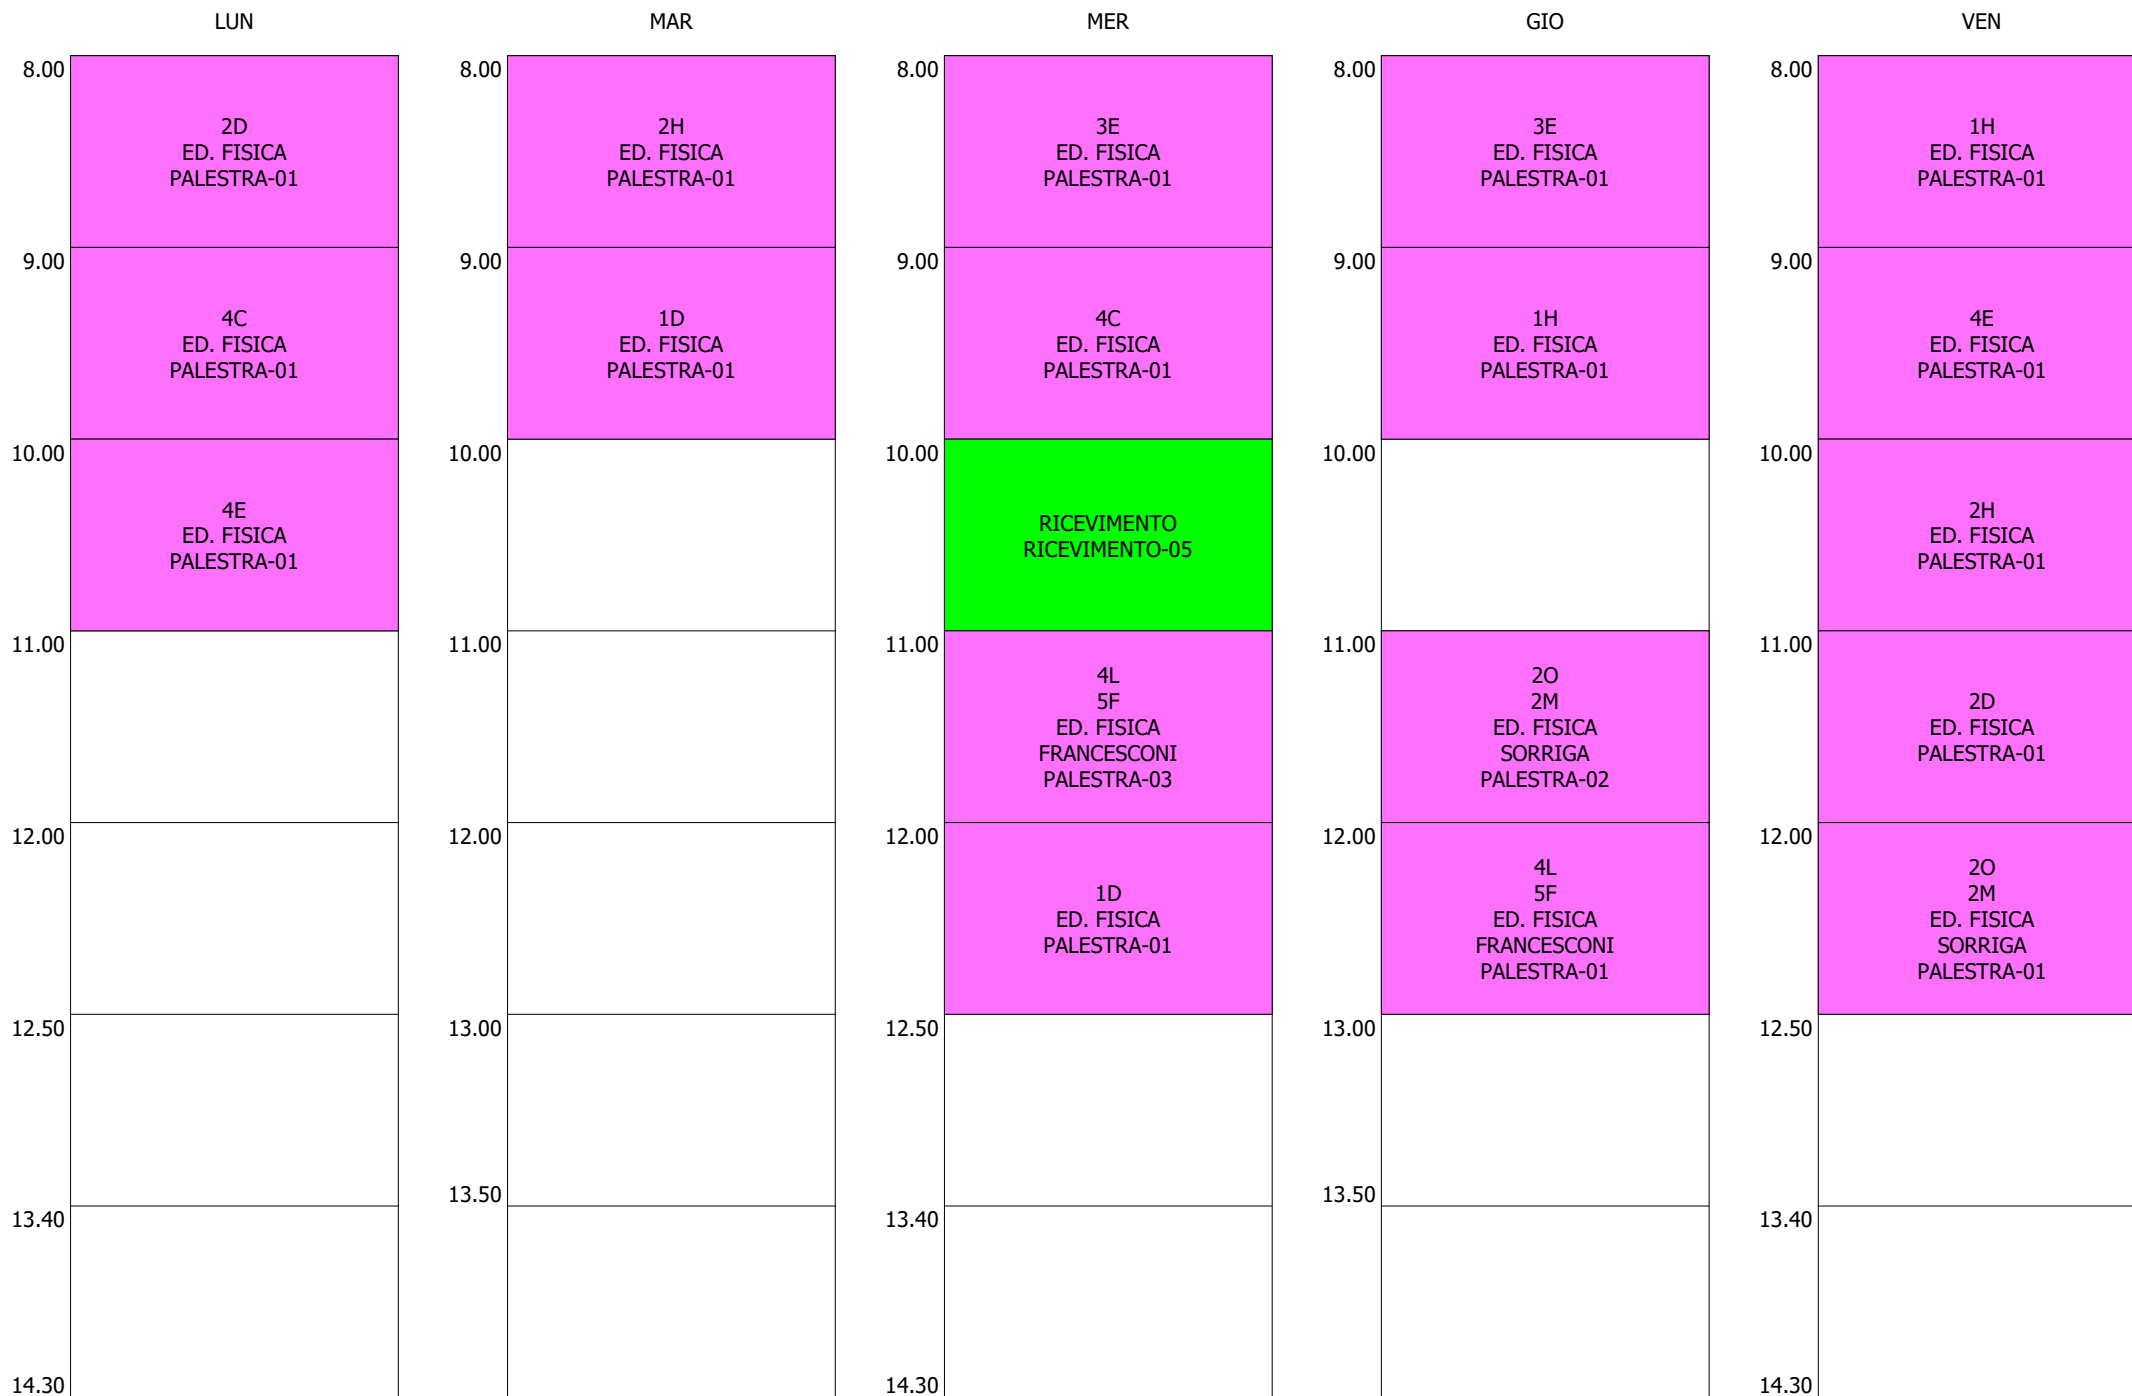 LUN
8.00
2D
ED. FISICA
PALESTRA-01
9.00
4C
ED. FISICA
PALESTRA-01
10.00
4E
ED. FISICA
PALESTRA-01
11.00
12.00
12.50
13.40
14.30
MAR
8.00
2H
ED. FISICA
PALESTRA-01
9.00
1D
ED. FISICA
PALESTRA-01
10.00
11.00
12.00
13.00
13.50
MER
8.00
3E
ED. FISICA
PALESTRA-01
9.00
4C
ED. FISICA
PALESTRA-01
10.00
RICEVIMENTO
RICEVIMENTO-05
11.00
4L
5F
ED. FISICA
FRANCESCONI
PALESTRA-03
12.00
1D
ED. FISICA
PALESTRA-01
12.50
13.40
14.30
GIO
8.00
3E
ED. FISICA
PALESTRA-01
9.00
1H
ED. FISICA
PALESTRA-01
10.00
11.00
2O
2M
ED. FISICA
SORRIGA
PALESTRA-02
12.00
4L
5F
ED. FISICA
FRANCESCONI
PALESTRA-01
13.00
13.50
VEN
8.00
1H
ED. FISICA
PALESTRA-01
9.00
4E
ED. FISICA
PALESTRA-01
10.00
2H
ED. FISICA
PALESTRA-01
11.00
2D
ED. FISICA
PALESTRA-01
12.00
2O
2M
ED. FISICA
SORRIGA
PALESTRA-01
12.50
13.40
14.30